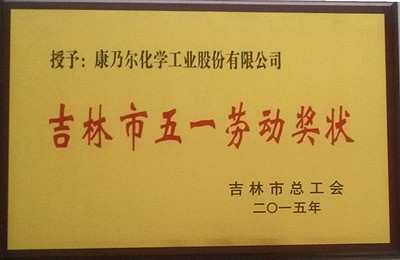 授予：康乃尔化学工业股份有限公司
吉林市五一劳动奖状
吉林市总工会
二〇一五年